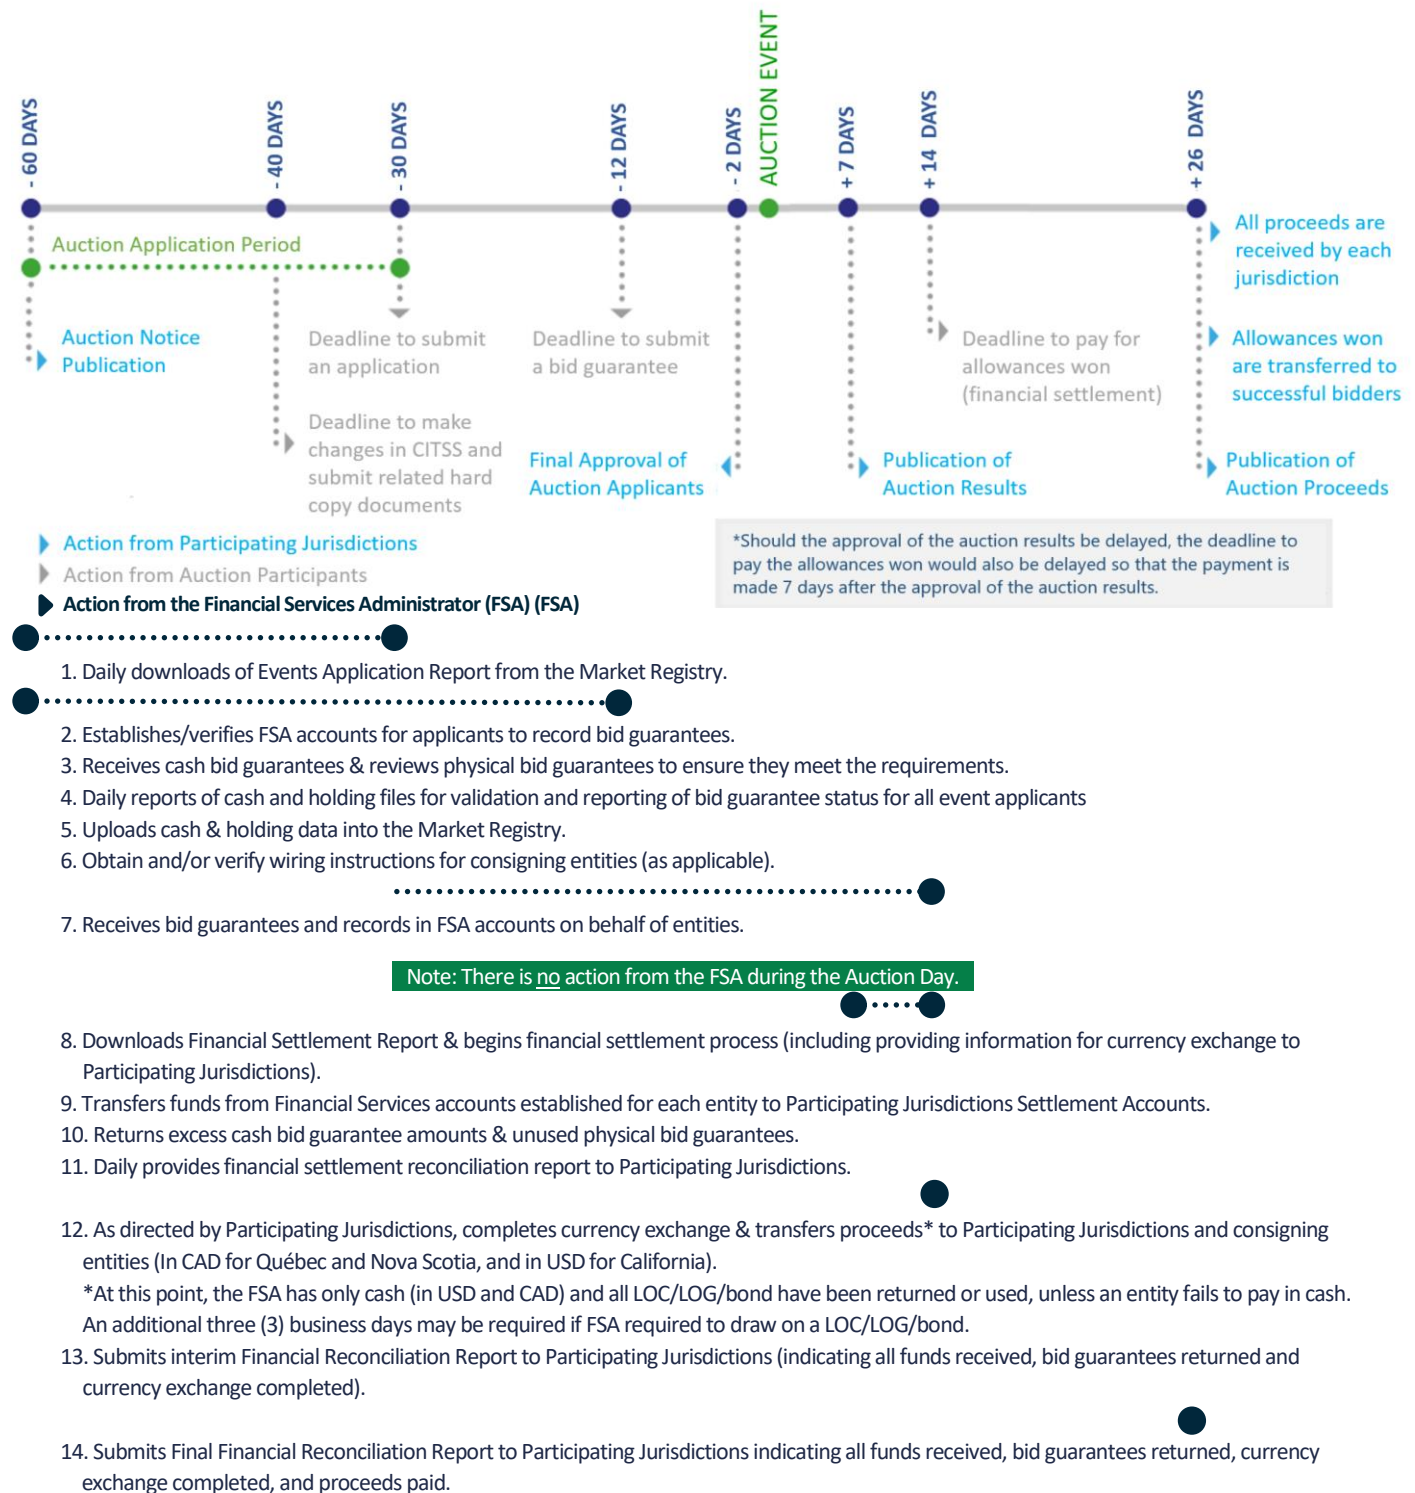 - 60 DAYS
- 40 DAYS
- 30 DAYS
- 12 DAYS
- 2 DAYS
AUCTION EVENT
+ 7 DAYS
+ 14 DAYS
+ 26 DAYS
Auction Application Period
All proceeds are
received by each
jurisdiction
Auction Notice
Publication
Deadline to submit
an application
Deadline to submit
a bid guarantee
Deadline to pay for
allowances won
(financial settlement)
Allowances won
are transferred to
successful bidders
Deadline to make
changes in CITSS and
submit related hard
copy documents
Final Approval of
Auction Applicants
Publication of
Auction Results
Publication of
Auction Proceeds
Action from Participating Jurisdictions
Action from Auction Participants
Action from the Financial Services Administrator (FSA) (FSA)
*Should the approval of the auction results be delayed, the deadline to
pay the allowances won would also be delayed so that the payment is
made 7 days after the approval of the auction results.
1. Daily downloads of Events Application Report from the Market Registry.
2. Establishes/verifies FSA accounts for applicants to record bid guarantees.
3. Receives cash bid guarantees & reviews physical bid guarantees to ensure they meet the requirements.
4. Daily reports of cash and holding files for validation and reporting of bid guarantee status for all event applicants
5. Uploads cash & holding data into the Market Registry.
6. Obtain and/or verify wiring instructions for consigning entities (as applicable).
7. Receives bid guarantees and records in FSA accounts on behalf of entities.
Note: There is no action from the FSA during the Auction Day.
8. Downloads Financial Settlement Report & begins financial settlement process (including providing information for currency exchange to
Participating Jurisdictions).
9. Transfers funds from Financial Services accounts established for each entity to Participating Jurisdictions Settlement Accounts.
10. Returns excess cash bid guarantee amounts & unused physical bid guarantees.
11. Daily provides financial settlement reconciliation report to Participating Jurisdictions.
12. As directed by Participating Jurisdictions, completes currency exchange & transfers proceeds* to Participating Jurisdictions and consigning
entities (In CAD for Québec and Nova Scotia, and in USD for California).
*At this point, the FSA has only cash (in USD and CAD) and all LOC/LOG/bond have been returned or used, unless an entity fails to pay in cash.
An additional three (3) business days may be required if FSA required to draw on a LOC/LOG/bond.
13. Submits interim Financial Reconciliation Report to Participating Jurisdictions (indicating all funds received, bid guarantees returned and
currency exchange completed).
14. Submits Final Financial Reconciliation Report to Participating Jurisdictions indicating all funds received, bid guarantees returned, currency
exchange completed, and proceeds paid.